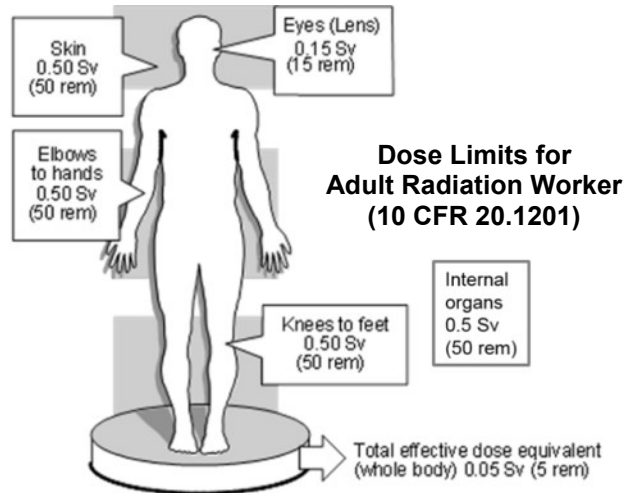 Skin
0.50 Sv
(50 rem)
Eyes (Lens)
0.15 Sv
(15 rem)
Elbows
to hands
0.50 Sv
(50 rem)
Dose Limits for
Adult Radiation Worker
(10 CFR 20.1201)
Internal
organs
0.5 Sv
(50 rem)
Knees to feet
0.50 Sv
(50 rem)
Total effective dose equivalent
(whole body) 0.05 Sv (5 rem)